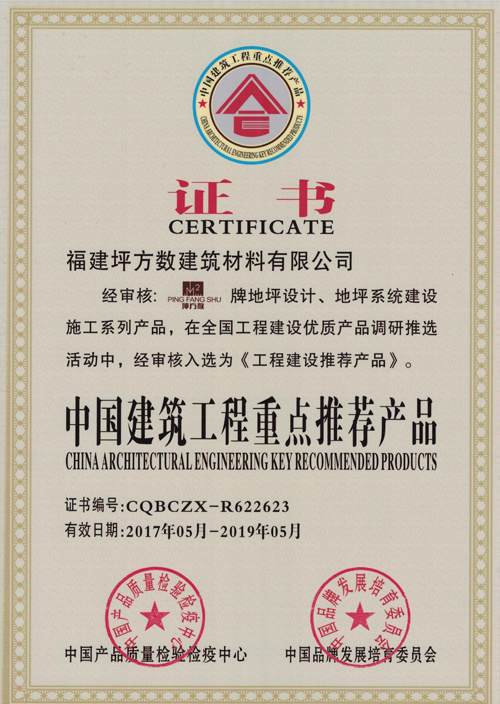 中国建筑工程重点推荐产品
CHINA ARCHITECTURAL ENGINEERING KEY RECOMMENDED PRODUCTS
证书
CERTIFICATE
福建坪方数建筑材料有限公司
经审核: M2 PING FANG SHU 坪方数 牌地坪设计、地坪系统建设
施工系列产品，在全国工程建设优质产品调研推选
活动中，经审核入选为《工程建设推荐产品》。
中国建筑工程重点推荐产品
CHINA ARCHITECTURAL ENGINEERING KEY RECOMMENDED PRODUCTS
证书编号:CQBCZX-R622623
有效日期:2017年05月-2019年05月
中国产品质量检验检疫中心
中国品牌发展培育委员会
中国产品质量检验检疫中心
中国品牌发展培育委员会